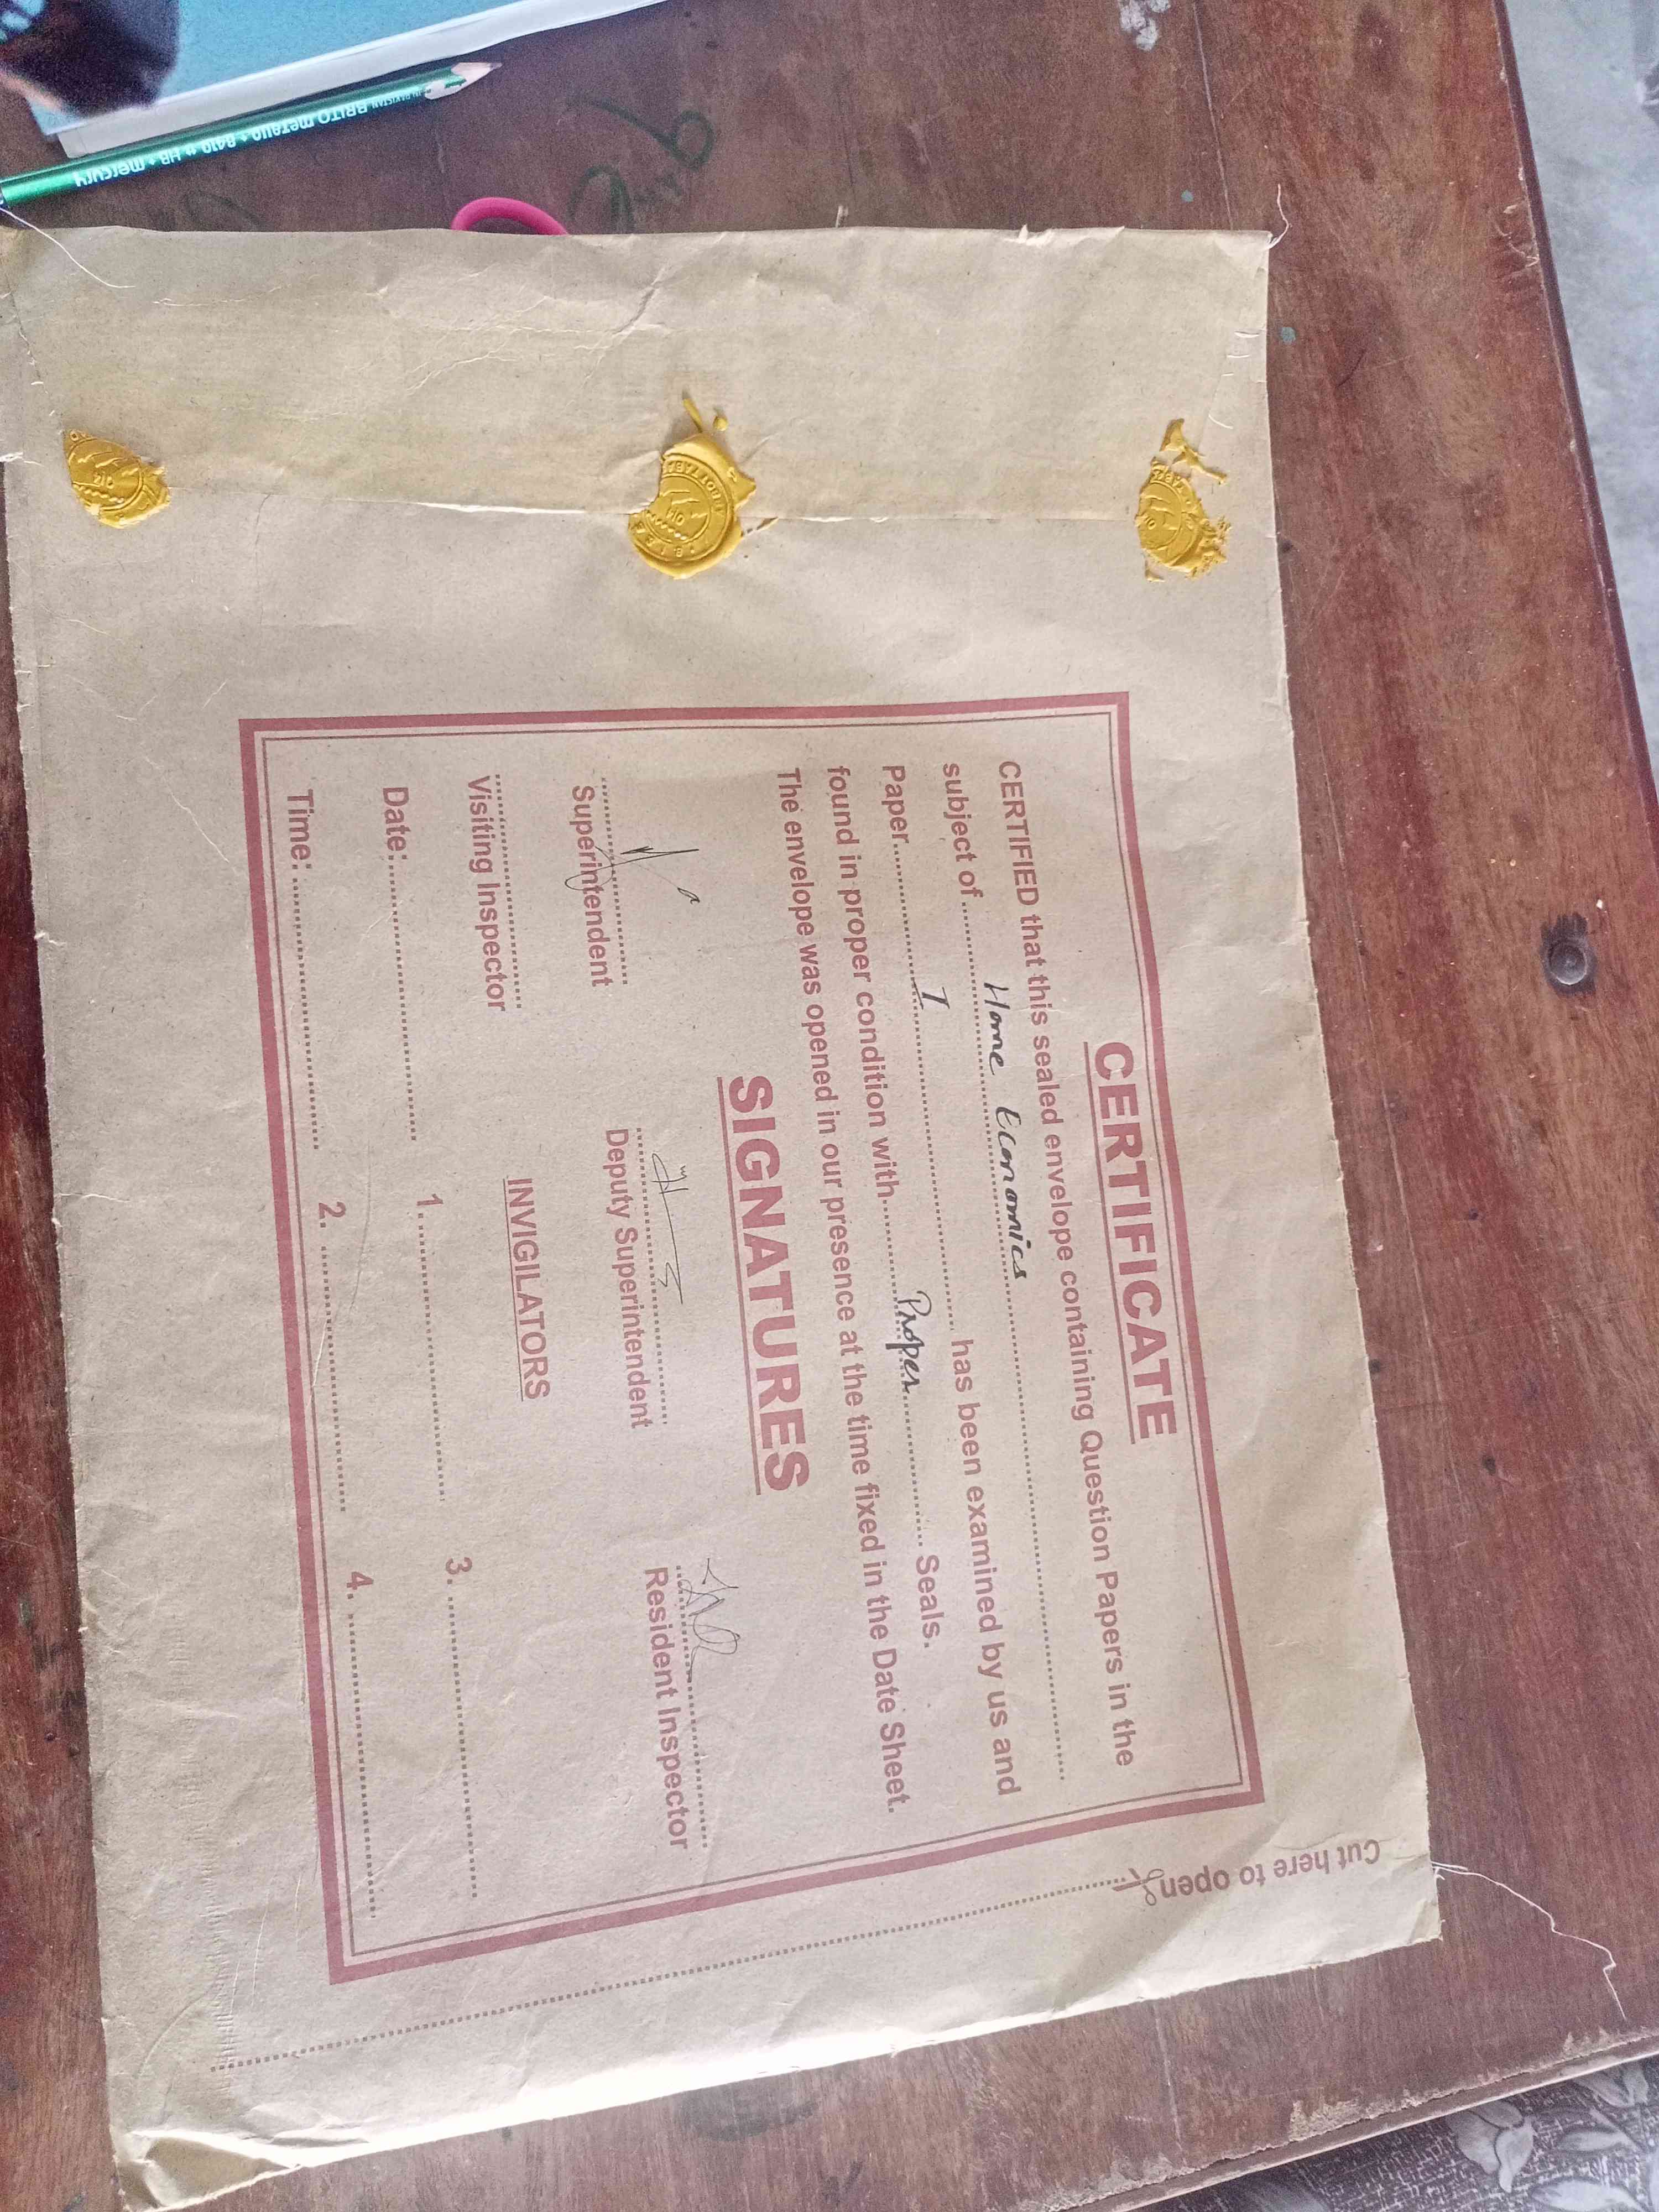 CERTIFICATE
CERTIFIED that this sealed envelope containing Question Papers in the
subject of Home Economics
Paper I has been examined by us and
found in proper condition with Proper Seals.
The envelope was opened in our presence at the time fixed in the Date Sheet.
SIGNATURES
Superintendent Deputy Superintendent Resident Inspector
Visiting Inspector
INVIGILATORS
Date: 1. 3.
Time: 2. 4.
Cut here to open
mercury • HB • 8410 • BRITO metallic